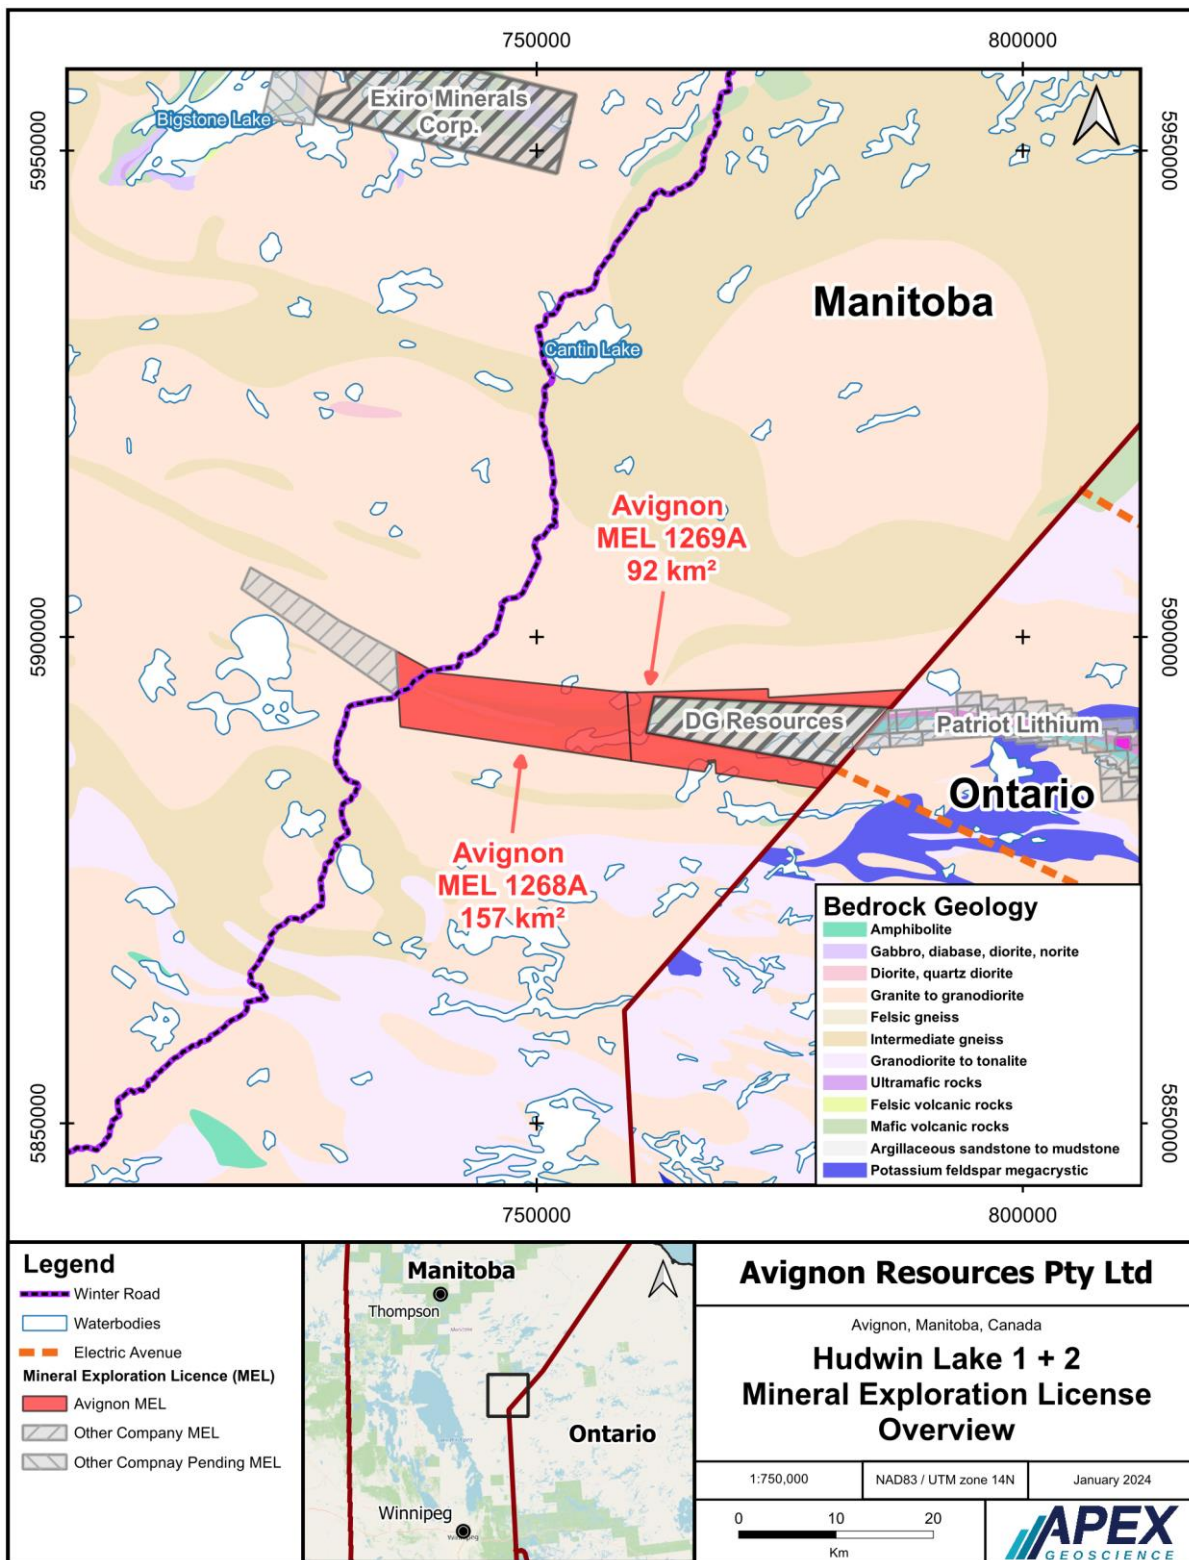 750000
800000
5950000
5950000
Exiro Minerals
Corp.
Bigstone Lake
Manitoba
Cantin Lake
Avignon
MEL 1269A
92 km²
5900000
5900000
DG Resources
Patriot Lithium
Ontario
Avignon
MEL 1268A
157 km²
Bedrock Geology
Amphibolite
Gabbro, diabase, diorite, norite
Diorite, quartz diorite
Granite to granodiorite
Felsic gneiss
Intermediate gneiss
Granodiorite to tonalite
Ultramafic rocks
Felsic volcanic rocks
Mafic volcanic rocks
Argillaceous sandstone to mudstone
Potassium feldspar megacrystic
5850000
5850000
750000
800000
Legend
Winter Road
Waterbodies
Electric Avenue
Mineral Exploration Licence (MEL)
Avignon MEL
Other Company MEL
Other Compnay Pending MEL
Manitoba
Thompson
Ontario
Winnipeg
Avignon Resources Pty Ltd
Avignon, Manitoba, Canada
Hudwin Lake 1 + 2
Mineral Exploration License
Overview
1:750,000
NAD83 / UTM zone 14N
January 2024
0 10 20
Km
APEX
GEOSCIENCE